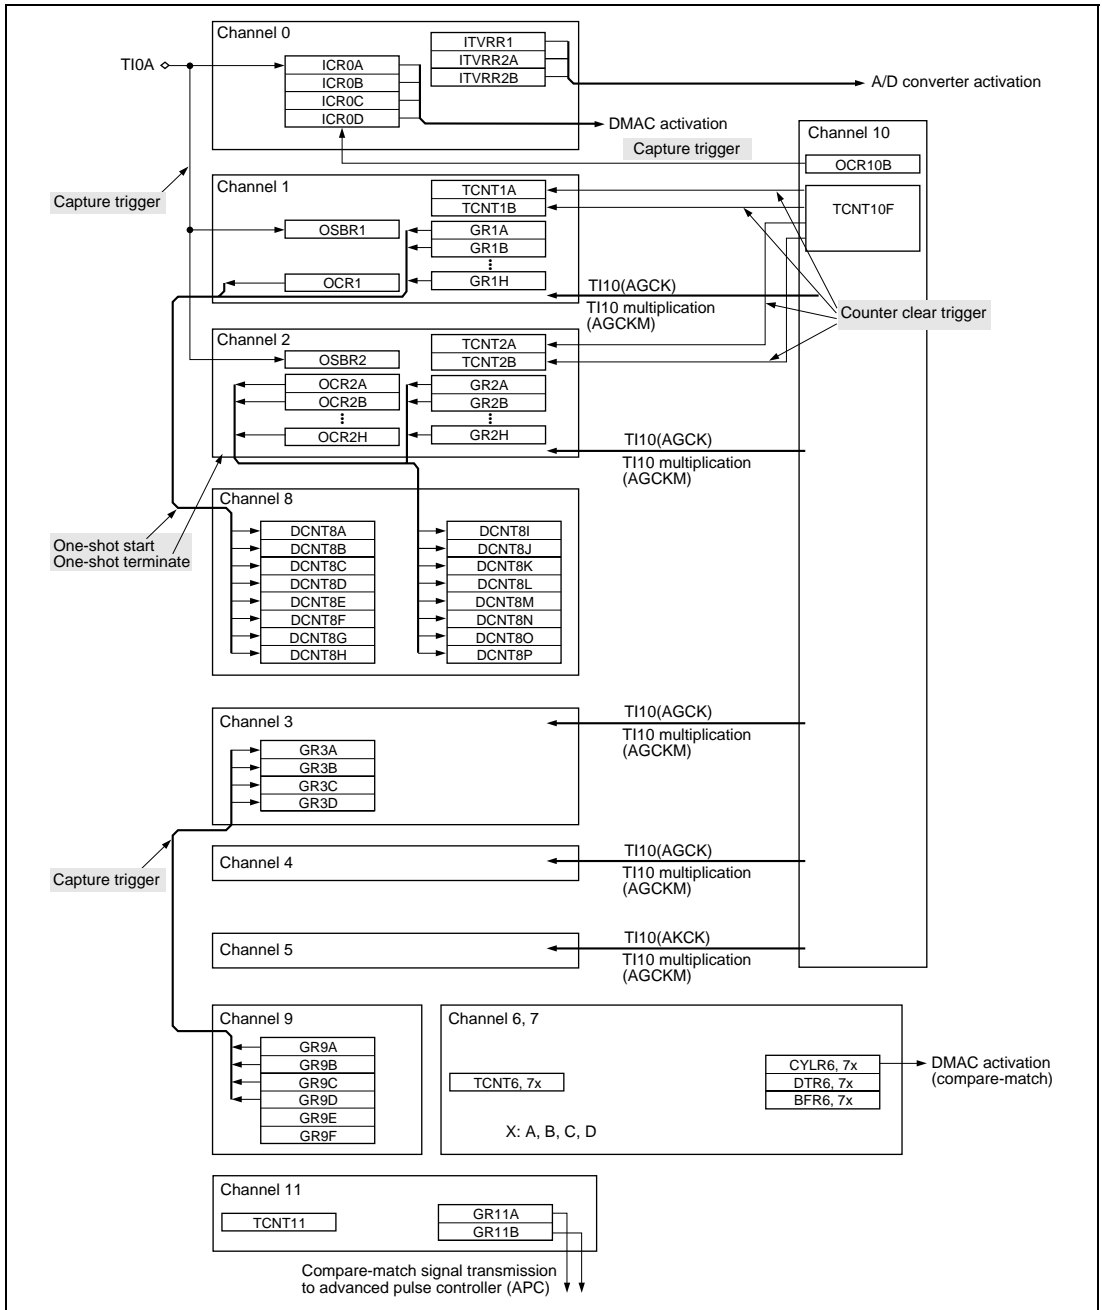 Channel 0
TI0A
ICR0A
ICR0B
ICR0C
ICR0D
ITVRR1
ITVRR2A
ITVRR2B
A/D converter activation
DMAC activation
Capture trigger
Channel 10
OCR10B
TCNT10F
Capture trigger
Channel 1
TCNT1A
TCNT1B
OSBR1
GR1A
GR1B
GR1H
OCR1
TI10(AGCK)
TI10 multiplication
(AGCKM)
Counter clear trigger
Channel 2
TCNT2A
TCNT2B
OSBR2
OCR2A
OCR2B
OCR2H
GR2A
GR2B
GR2H
TI10(AGCK)
TI10 multiplication
(AGCKM)
Channel 8
One-shot start
One-shot terminate
DCNT8A
DCNT8B
DCNT8C
DCNT8D
DCNT8E
DCNT8F
DCNT8G
DCNT8H
DCNT8I
DCNT8J
DCNT8K
DCNT8L
DCNT8M
DCNT8N
DCNT8O
DCNT8P
Channel 3
GR3A
GR3B
GR3C
GR3D
TI10(AGCK)
TI10 multiplication
(AGCKM)
Capture trigger
Channel 4
TI10(AGCK)
TI10 multiplication
(AGCKM)
Channel 5
TI10(AKCK)
TI10 multiplication
(AGCKM)
Channel 9
GR9A
GR9B
GR9C
GR9D
GR9E
GR9F
Channel 6, 7
TCNT6, 7x
CYLR6, 7x
DTR6, 7x
BFR6, 7x
X: A, B, C, D
DMAC activation
(compare-match)
Channel 11
TCNT11
GR11A
GR11B
Compare-match signal transmission
to advanced pulse controller (APC)